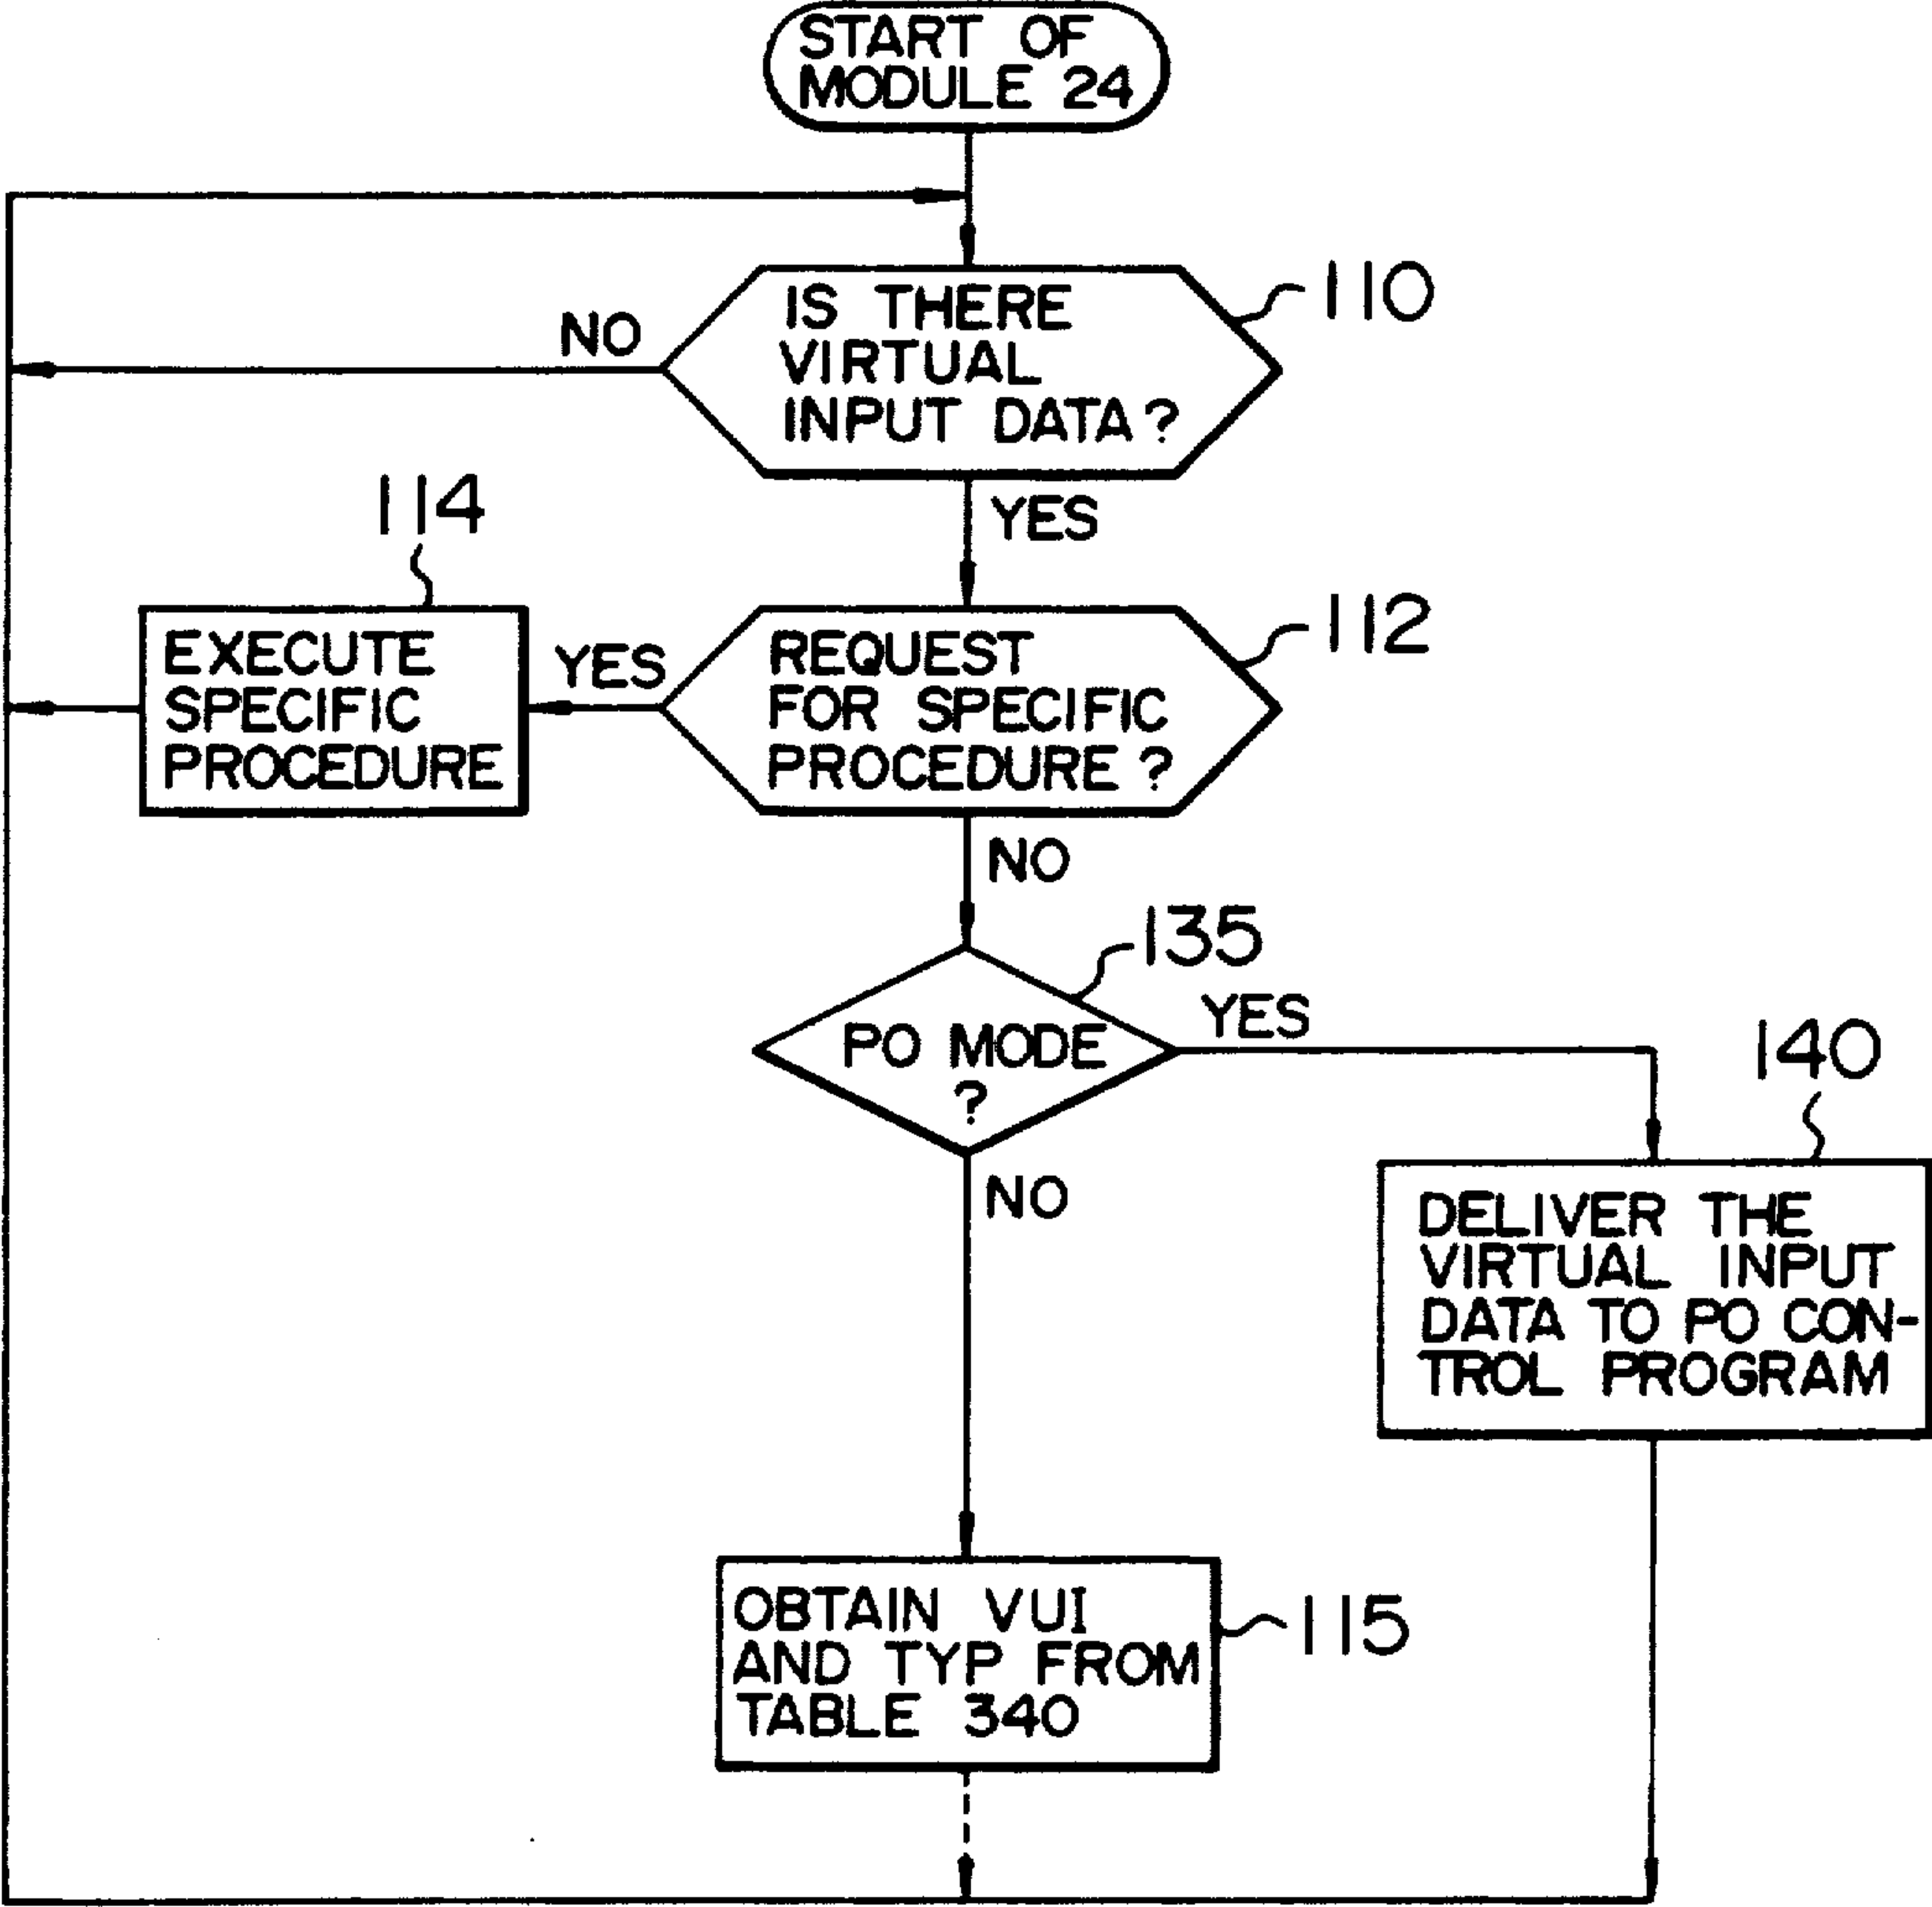 START OF
MODULE 24
110
IS THERE
VIRTUAL
INPUT DATA?
NO
YES
114
112
EXECUTE
SPECIFIC
PROCEDURE
YES
REQUEST
FOR SPECIFIC
PROCEDURE ?
NO
135
PO MODE
?
YES
NO
140
DELIVER THE
VIRTUAL INPUT
DATA TO PO CON-
TROL PROGRAM
OBTAIN VUI
AND TYP FROM
TABLE 340
115